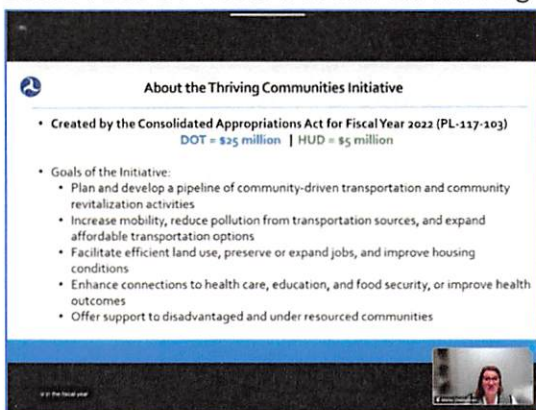 About the Thriving Communities Initiative
• Created by the Consolidated Appropriations Act for Fiscal Year 2022 (PL-117-103)
DOT = $25 million | HUD = $5 million
• Goals of the Initiative:
• Plan and develop a pipeline of community-driven transportation and community
revitalization activities
• Increase mobility, reduce pollution from transportation sources, and expand
affordable transportation options
• Facilitate efficient land use, preserve or expand jobs, and improve housing
conditions
• Enhance connections to health care, education, and food security, or improve health
outcomes
• Offer support to disadvantaged and under resourced communities
in the fiscal year